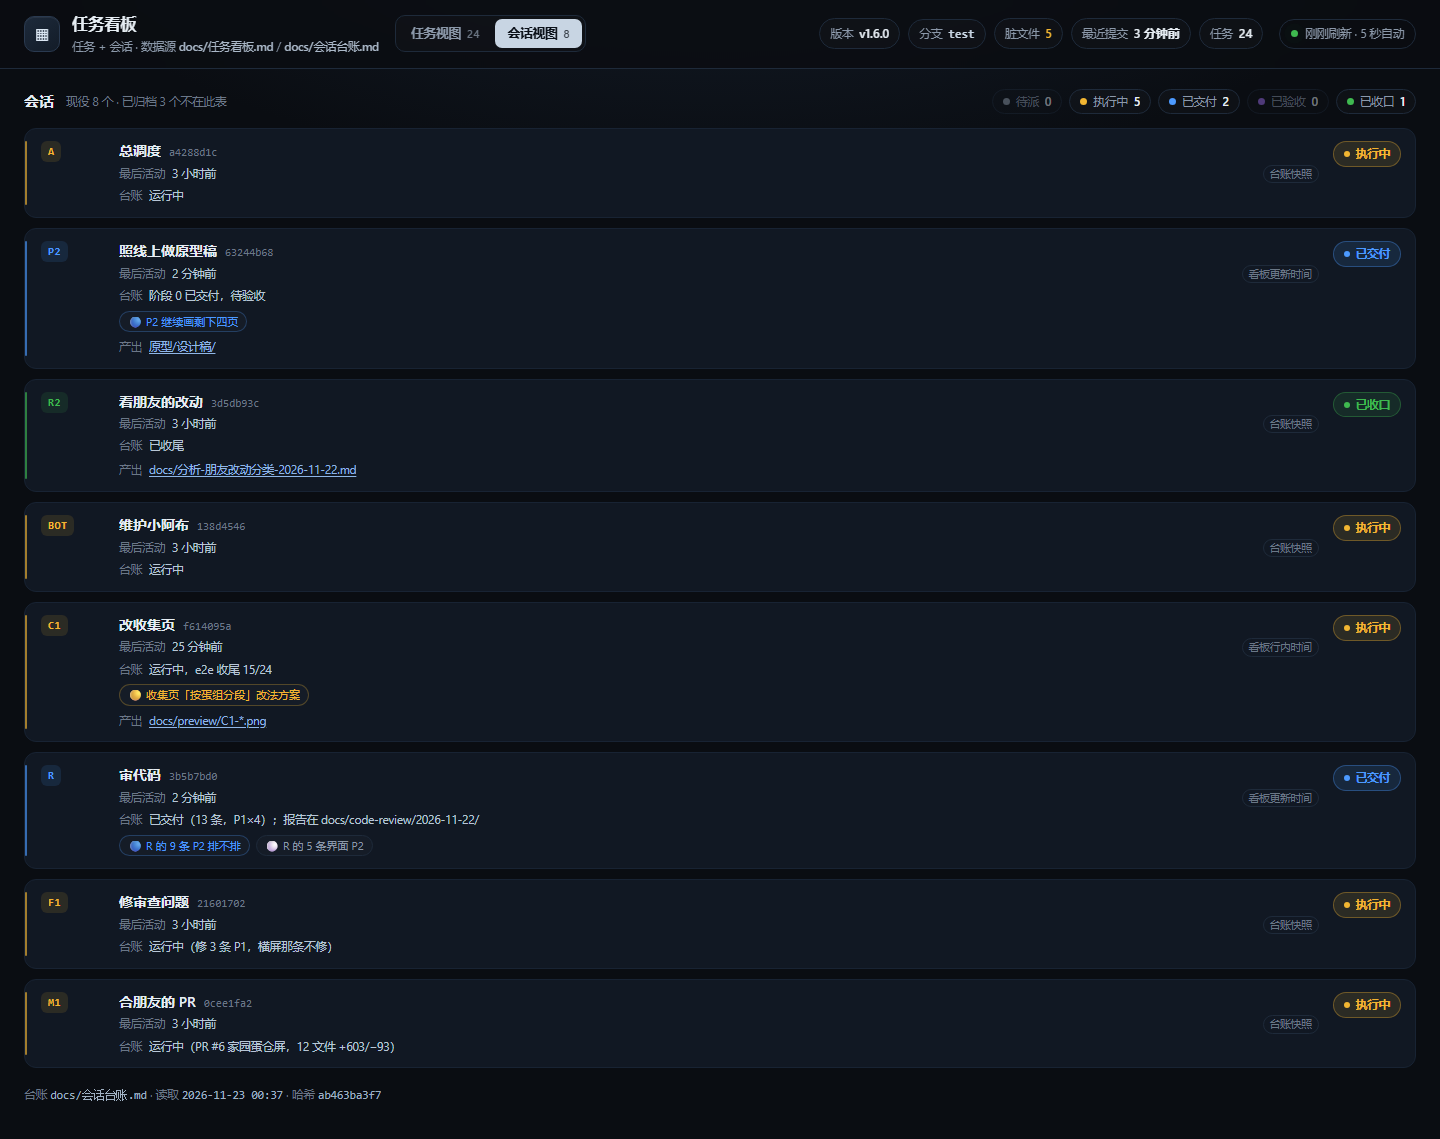 任务看板
任务 + 会话 · 数据源 docs/任务看板.md / docs/会话台账.md
任务视图 24
会话视图 8
版本 v1.6.0
分支 test
脏文件 5
最近提交 3 分钟前
任务 24
刚刚刷新 · 5 秒自动
会话 现役 8 个 · 已归档 3 个不在此表
待派 0
执行中 5
已交付 2
已验收 0
已收口 1
A
总调度 a4288d1c
执行中
最后活动 3 小时前
台账快照
台账 运行中
P2
照线上做原型稿 63244b68
已交付
最后活动 2 分钟前
看板更新时间
台账 阶段 0 已交付，待验收
P2 继续画剩下四页
产出 原型/设计稿/
R2
看朋友的改动 3d5db93c
已收口
最后活动 3 小时前
台账快照
台账 已收尾
产出 docs/分析-朋友改动分类-2026-11-22.md
BOT
维护小阿布 138d4546
执行中
最后活动 3 小时前
台账快照
台账 运行中
C1
改收集页 f614095a
执行中
最后活动 25 分钟前
看板行内时间
台账 运行中，e2e 收尾 15/24
收集页「按蛋组分段」改法方案
产出 docs/preview/C1-*.png
R
审代码 3b5b7bd0
已交付
最后活动 2 分钟前
看板更新时间
台账 已交付（13 条，P1×4）；报告在 docs/code-review/2026-11-22/
R 的 9 条 P2 排不排
R 的 5 条界面 P2
F1
修审查问题 21601702
执行中
最后活动 3 小时前
台账快照
台账 运行中（修 3 条 P1，横屏那条不修）
M1
合朋友的 PR 0cee1fa2
执行中
最后活动 3 小时前
台账快照
台账 运行中（PR #6 家园蛋仓屏，12 文件 +603/−93）
台账 docs/会话台账.md · 读取 2026-11-23 00:37 · 哈希 ab463ba3f7